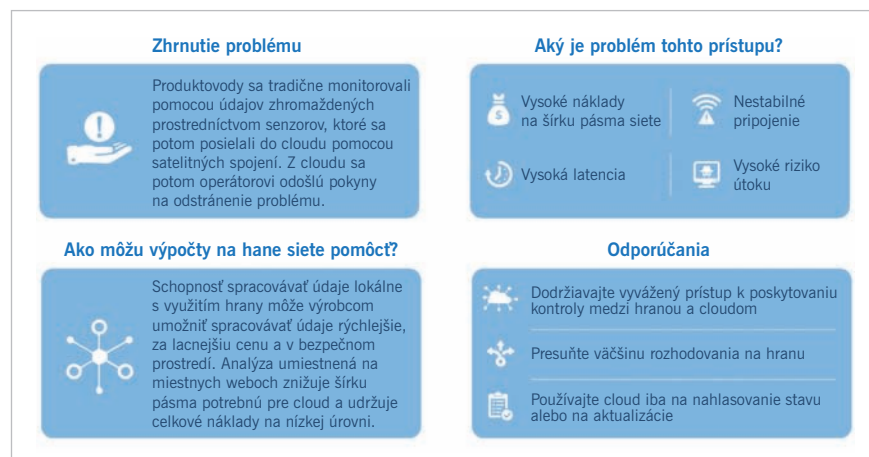 Zhrnutie problému
Produktovody sa tradične monitorovali
pomocou údajov zhromaždených
prostredníctvom senzorov, ktoré sa
potom posielali do cloudu pomocou
satelitných spojení. Z cloudu sa
potom operátorovi odošlú pokyny
na odstránenie problému.
Aký je problém tohto prístupu?
Vysoké náklady
na šírku pásma siete
Nestabilné
pripojenie
Vysoká latencia
Vysoké riziko
útoku
Ako môžu výpočty na hane siete pomôcť?
Schopnosť spracovávať údaje lokálne
s využitím hrany môže výrobcom
umožniť spracovávať údaje rýchlejšie,
za lacnejšiu cenu a v bezpečnom
prostredí. Analýza umiestnená na
miestnych weboch znižuje šírku
pásma potrebnú pre cloud a udržuje
celkové náklady na nízkej úrovni.
Odporúčania
Dodržiavajte vyvážený prístup k poskytovaniu
kontroly medzi hranou a cloudom
Presuňte väčšinu rozhodovania na hranu
Používajte cloud iba na nahlasovanie stavu
alebo na aktualizácie